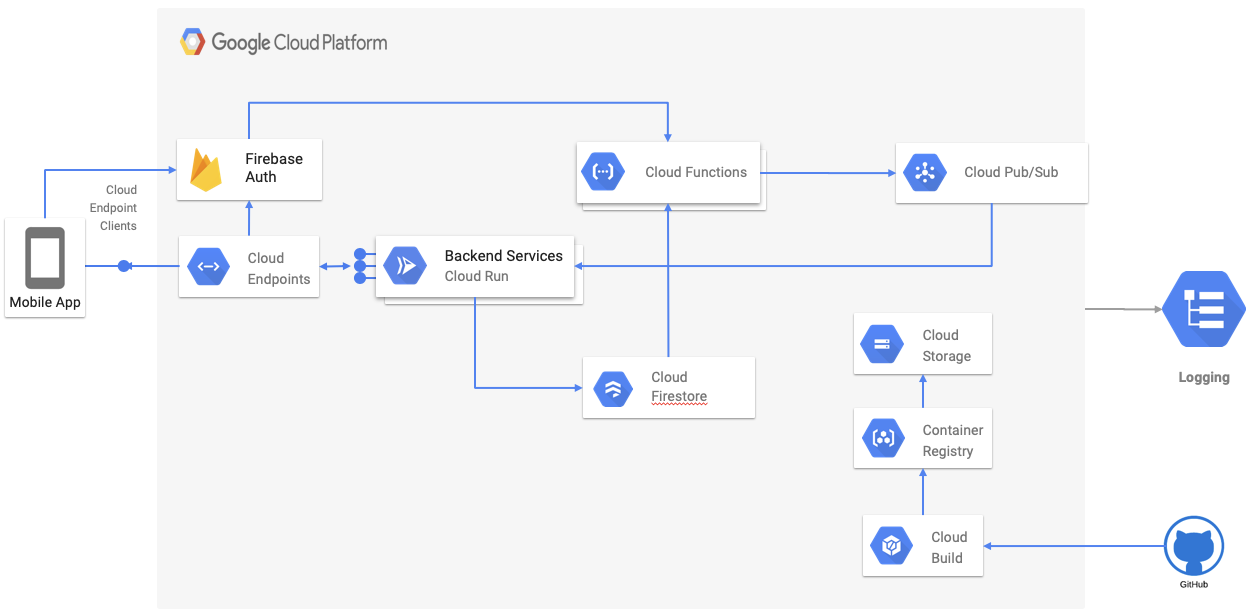 Google Cloud Platform
Firebase
Auth
Cloud Functions
Cloud Pub/Sub
Cloud
Endpoint
Clients
Mobile App
Cloud
Endpoints
Backend Services
Cloud Run
Cloud
Firestore
Cloud
Storage
Logging
Container
Registry
Cloud
Build
GitHub